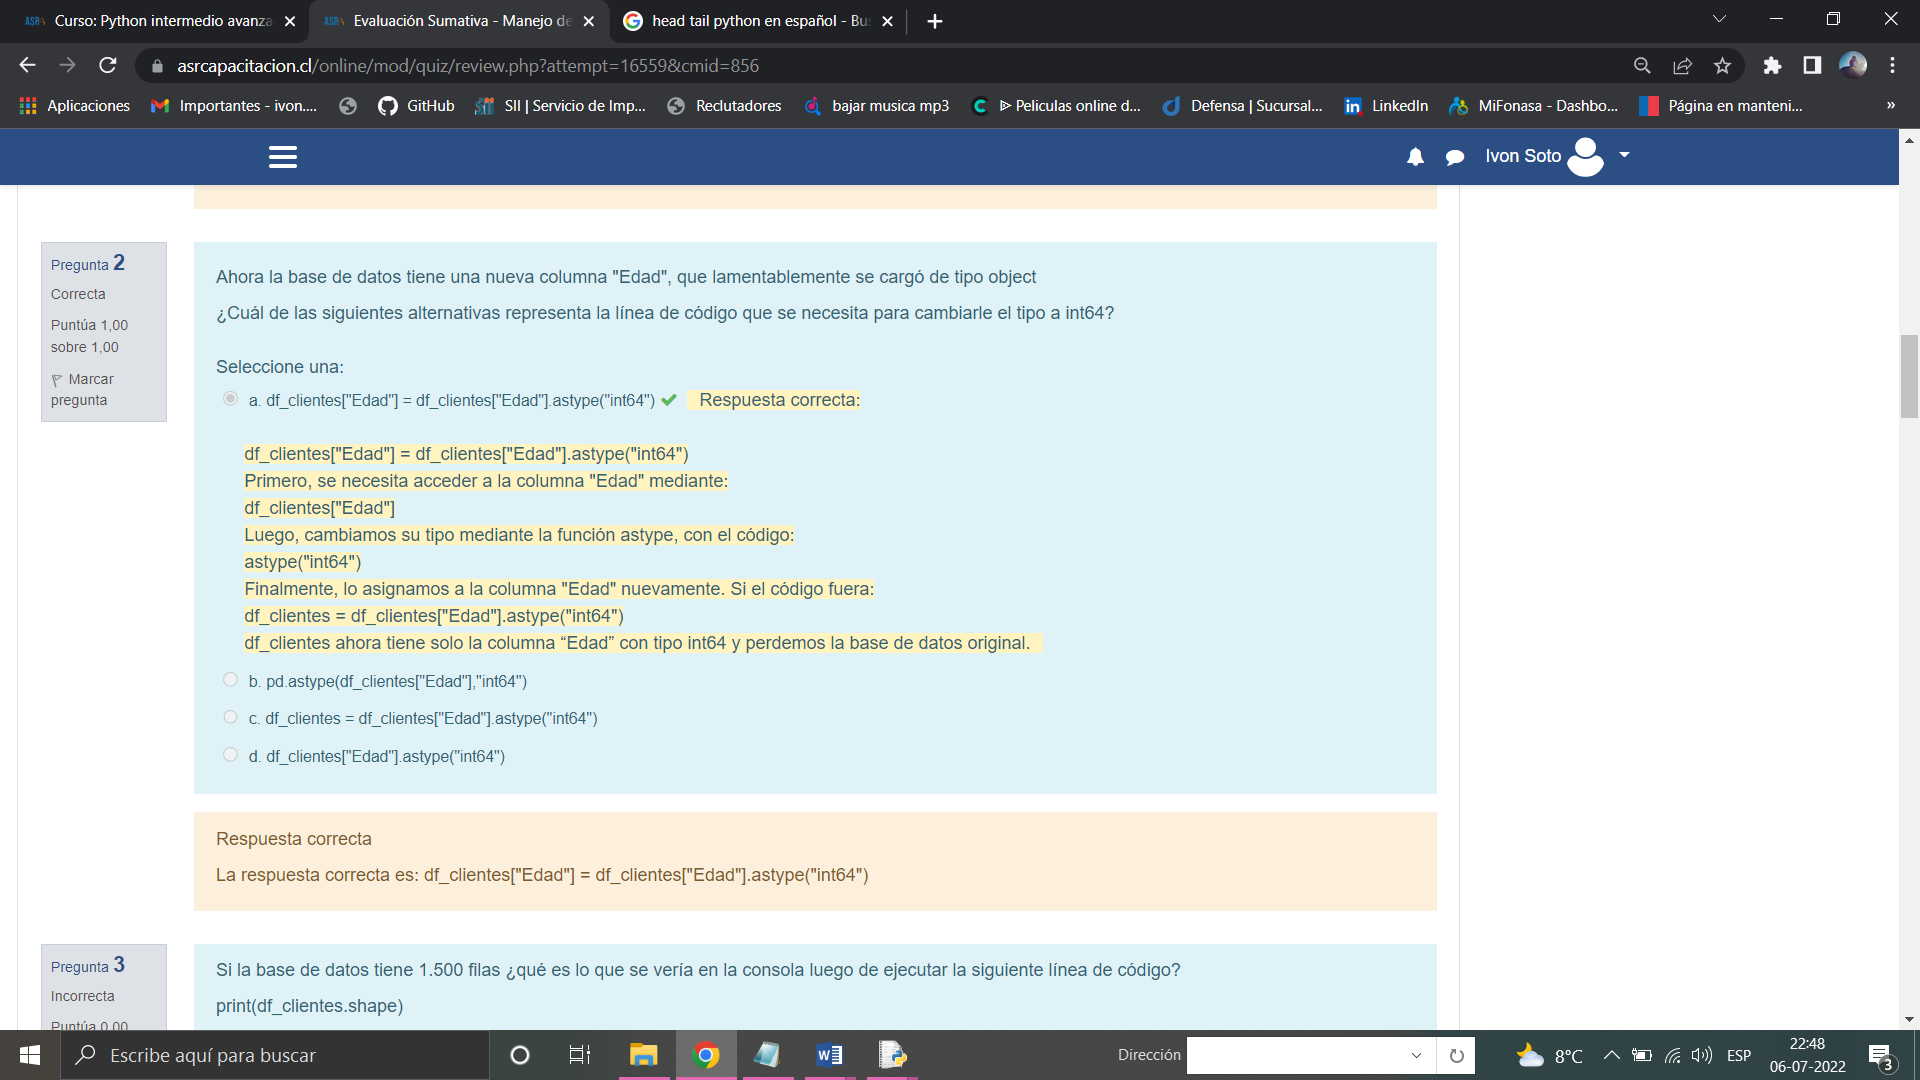 Curso: Python intermedio avanza
Evaluación Sumativa - Manejo de
head tail python en español - Bu
asrcapacitacion.cl/online/mod/quiz/review.php?attempt=16559&cmid=856
Aplicaciones
Importantes - ivon....
GitHub
SII | Servicio de Imp...
Reclutadores
bajar musica mp3
Peliculas online d...
Defensa | Sucursal...
LinkedIn
MiFonasa - Dashbo...
Página en manteni...
»
Ivon Soto
Pregunta 2
Correcta
Puntúa 1,00
sobre 1,00
Marcar
pregunta
Ahora la base de datos tiene una nueva columna "Edad", que lamentablemente se cargó de tipo object
¿Cuál de las siguientes alternativas representa la línea de código que se necesita para cambiarle el tipo a int64?
Seleccione una:
a. df_clientes["Edad"] = df_clientes["Edad"].astype("int64") Respuesta correcta:
df_clientes["Edad"] = df_clientes["Edad"].astype("int64")
Primero, se necesita acceder a la columna "Edad" mediante:
df_clientes["Edad"]
Luego, cambiamos su tipo mediante la función astype, con el código:
astype("int64")
Finalmente, lo asignamos a la columna "Edad" nuevamente. Si el código fuera:
df_clientes = df_clientes["Edad"].astype("int64")
df_clientes ahora tiene solo la columna “Edad” con tipo int64 y perdemos la base de datos original.
b. pd.astype(df_clientes["Edad"],"int64")
c. df_clientes = df_clientes["Edad"].astype("int64")
d. df_clientes["Edad"].astype("int64")
Respuesta correcta
La respuesta correcta es: df_clientes["Edad"] = df_clientes["Edad"].astype("int64")
Pregunta 3
Incorrecta
Puntúa 0,00
Si la base de datos tiene 1.500 filas ¿qué es lo que se vería en la consola luego de ejecutar la siguiente línea de código?
print(df_clientes.shape)
Escribe aquí para buscar
Dirección
8°C
ESP
22:48
06-07-2022
3